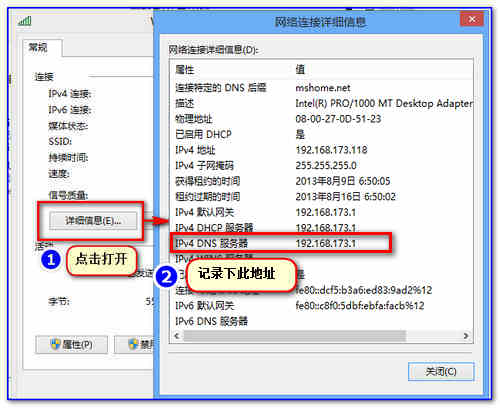 网络连接详细信息
常规
连接
IPv4 连接:
IPv6 连接:
媒体状态:
SSID:
持续时间:
速度:
信号质量:
详细信息(E)...
活动
1 点击打开
字节: 55
属性(P)
禁用
网络连接详细信息(D):
属性 值
连接特定的 DNS 后缀 mshome.net
描述 Intel(R) PRO/1000 MT Desktop Adapter
物理地址 08-00-27-0D-51-23
已启用 DHCP 是
IPv4 地址 192.168.173.118
IPv4 子网掩码 255.255.255.0
获得租约的时间 2013年8月9日 6:50:05
租约过期的时间 2013年8月16日 6:50:02
IPv4 默认网关 192.168.173.1
IPv4 DHCP 服务器 192.168.173.1
IPv4 DNS 服务器 192.168.173.1
2 记录下此地址
是
fe80::dcf5:b3a6:ed83:9ad2%12
IPv6 默认网关 fe80::c8f0:5dbf:ebfa:facb%12
IPv6 DNS 服务器
关闭(C)